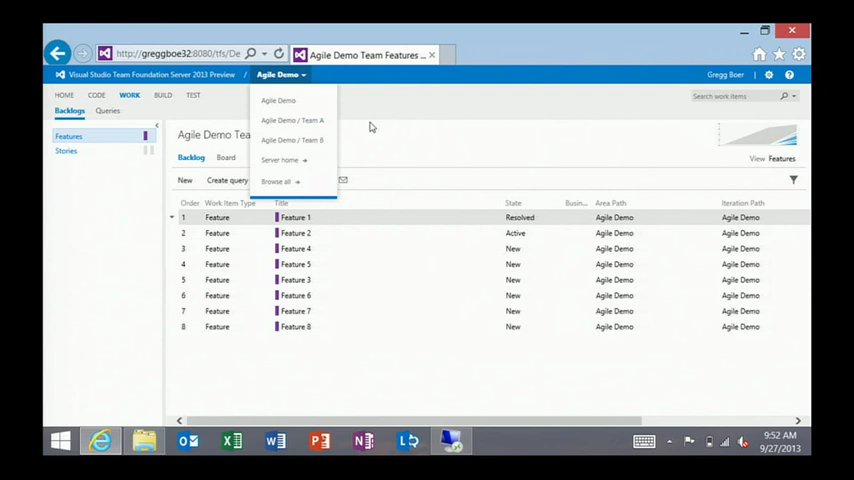 http://greggboe32:8080/tfs/De
Agile Demo Team Features ...
Visual Studio Team Foundation Server 2013 Preview / Agile Demo
Gregg Boer
HOME CODE WORK BUILD TEST
Search work items
Backlogs Queries
Agile Demo
Agile Demo / Team A
Agile Demo / Team B
Server home
Browse all
Features
Stories
Agile Demo Tea
Backlog Board
View Features
New Create query
Order Work Item Type Title State Busin... Area Path Iteration Path
1 Feature Feature 1 Resolved Agile Demo Agile Demo
2 Feature Feature 2 Active Agile Demo Agile Demo
3 Feature Feature 4 New Agile Demo Agile Demo
4 Feature Feature 5 New Agile Demo Agile Demo
5 Feature Feature 3 New Agile Demo Agile Demo
6 Feature Feature 6 New Agile Demo Agile Demo
7 Feature Feature 7 New Agile Demo Agile Demo
8 Feature Feature 8 New Agile Demo Agile Demo
9:52 AM
9/27/2013